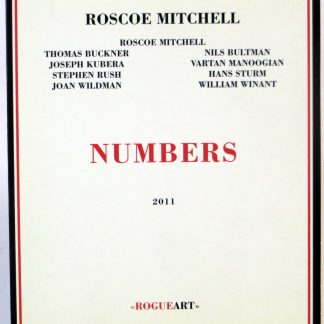 ROSCOE MITCHELL
ROSCOE MITCHELL
THOMAS BUCKNER NILS BULTMAN
JOSEPH KUBERA VARTAN MANOOGIAN
STEPHEN RUSH HANS STURM
JOAN WILDMAN WILLIAM WINANT
NUMBERS
2011
«ROGUEART»